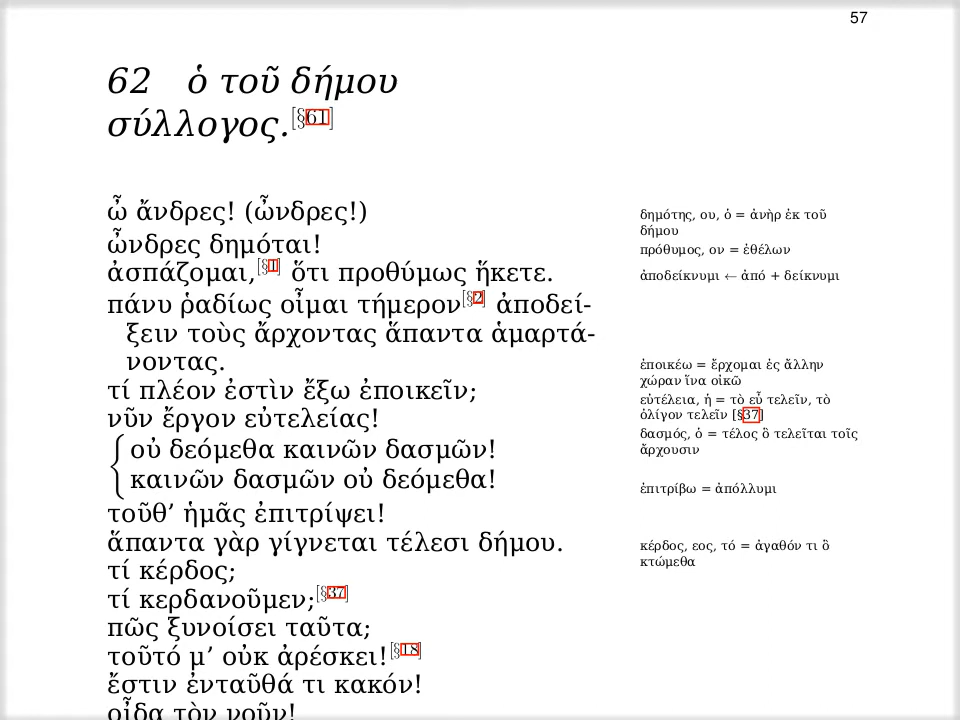 57
62 ὁ τοῦ δήμου
σύλλογος.[§61]
ὦ ἄνδρες! (ὦνδρες!)
ὦνδρες δημόται!
ἀσπάζομαι,[§1] ὅτι προθύμως ἥκετε.
πάνυ ῥαδίως οἶμαι τήμερον[§2] ἀποδεί-
ξειν τοὺς ἄρχοντας ἅπαντα ἁμαρτά-
νοντας.
τί πλέον ἐστὶν ἔξω ἐποικεῖν;
νῦν ἔργον εὐτελείας!
οὐ δεόμεθα καινῶν δασμῶν!
καινῶν δασμῶν οὐ δεόμεθα!
τοῦθ’ ἡμᾶς ἐπιτρίψει!
ἅπαντα γὰρ γίγνεται τέλεσι δήμου.
τί κέρδος;
τί κερδανοῦμεν;[§37]
πῶς ξυνοίσει ταῦτα;
τοῦτό μ’ οὐκ ἀρέσκει![§18]
ἔστιν ἐνταῦθά τι κακόν!
οἶδα τὸν νοῦν!
δημότης, ου, ὁ = ἀνὴρ ἐκ τοῦ
δήμου
πρόθυμος, ον = ἐθέλων
ἀποδείκνυμι ← ἀπό + δείκνυμι
ἐποικέω = ἔρχομαι ἐς ἄλλην
χώραν ἵνα οἰκῶ
εὐτέλεια, ἡ = τὸ εὖ τελεῖν, τὸ
ὀλίγον τελεῖν [§37]
δασμός, ὁ = τέλος ὃ τελεῖται τοῖς
ἄρχουσιν
ἐπιτρίβω = ἀπόλλυμι
κέρδος, εος, τό = ἀγαθόν τι ὃ
κτώμεθα